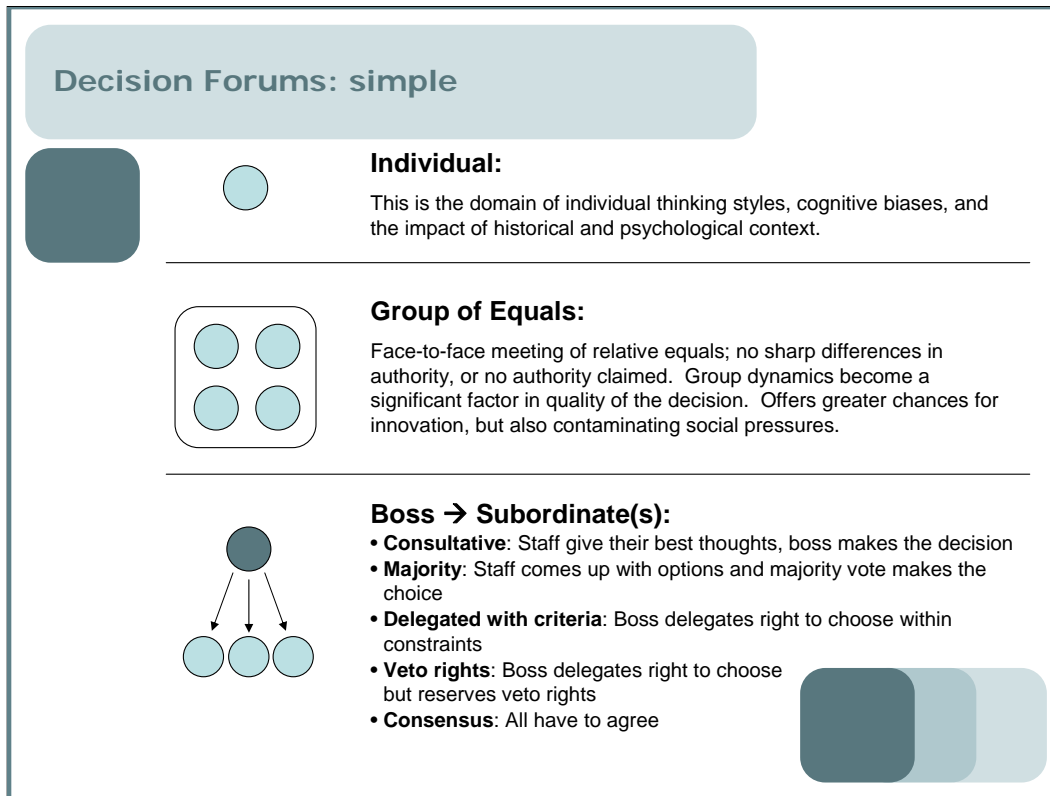 Decision Forums: simple
Individual:
This is the domain of individual thinking styles, cognitive biases, and
the impact of historical and psychological context.
Group of Equals:
Face-to-face meeting of relative equals; no sharp differences in
authority, or no authority claimed.  Group dynamics become a
significant factor in quality of the decision.  Offers greater chances for
innovation, but also contaminating social pressures.
Boss → Subordinate(s):
• Consultative: Staff give their best thoughts, boss makes the decision
• Majority: Staff comes up with options and majority vote makes the
choice
• Delegated with criteria: Boss delegates right to choose within
constraints
• Veto rights: Boss delegates right to choose
but reserves veto rights
• Consensus: All have to agree